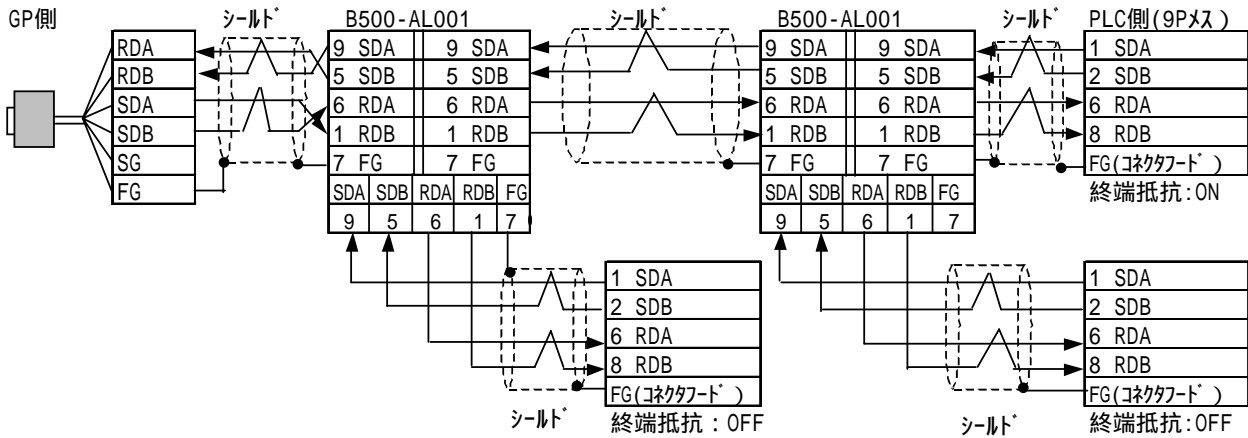 GP側
シールド
B500-AL001
シールド
B500-AL001
シールド
PLC側(9Pメス)
RDA
RDB
SDA
SDB
SG
FG
9 SDA 9 SDA
5 SDB 5 SDB
6 RDA 6 RDA
1 RDB 1 RDB
7 FG 7 FG
SDA SDB RDA RDB FG
9 5 6 1 7
9 SDA 9 SDA
5 SDB 5 SDB
6 RDA 6 RDA
1 RDB 1 RDB
7 FG 7 FG
SDA SDB RDA RDB FG
9 5 6 1 7
1 SDA
2 SDB
6 RDA
8 RDB
FG(コネクタフード)
終端抵抗:ON
1 SDA
2 SDB
6 RDA
8 RDB
FG(コネクタフード)
シールド
終端抵抗:OFF
1 SDA
2 SDB
6 RDA
8 RDB
FG(コネクタフード)
シールド
終端抵抗:OFF